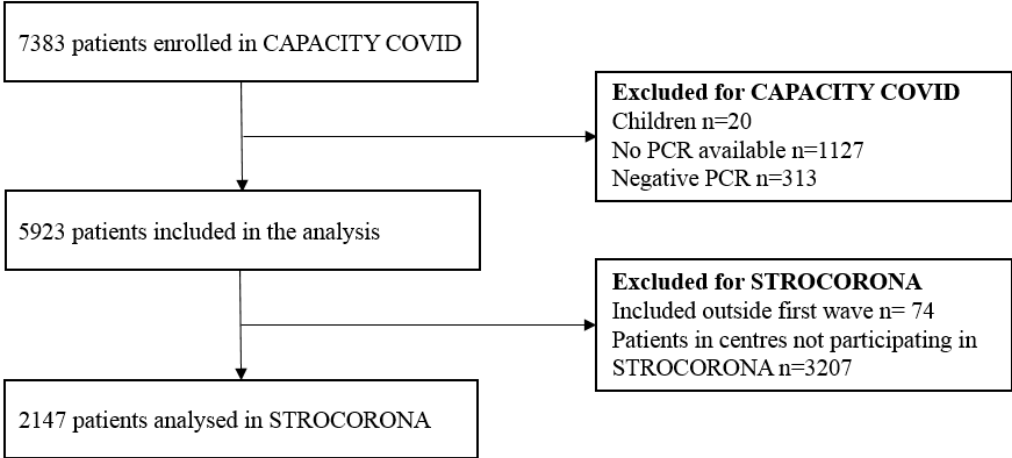 7383 patients enrolled in CAPACITY COVID
Excluded for CAPACITY COVID
Children n=20
No PCR available n=1127
Negative PCR n=313
5923 patients included in the analysis
Excluded for STROCORONA
Included outside first wave n= 74
Patients in centres not participating in
STROCORONA n=3207
2147 patients analysed in STROCORONA